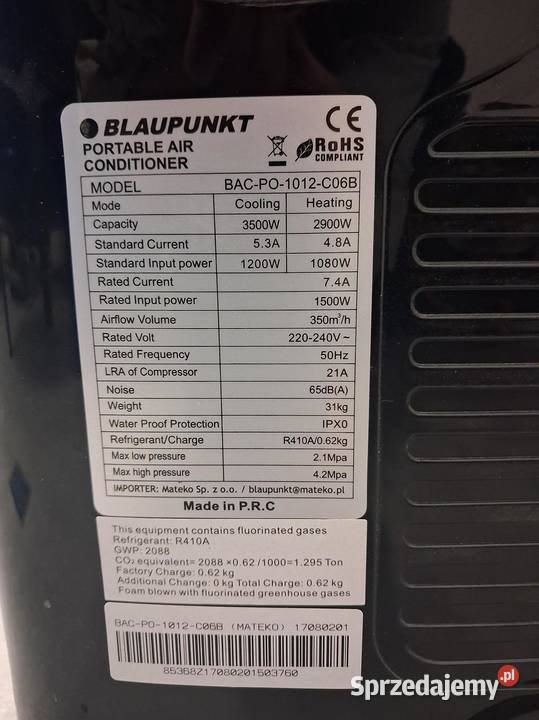 BLAUPUNKT
CE
PORTABLE AIR
CONDITIONER
RoHS
COMPLIANT
MODEL BAC-PO-1012-C06B
Mode Cooling Heating
Capacity 3500W 2900W
Standard Current 5.3A 4.8A
Standard Input power 1200W 1080W
Rated Current 7.4A
Rated Input power 1500W
Airflow Volume 350m³/h
Rated Volt 220-240V ~
Rated Frequency 50Hz
LRA of Compressor 21A
Noise 65dB(A)
Weight 31kg
Water Proof Protection IPX0
Refrigerant/Charge R410A/0.62kg
Max low pressure 2.1Mpa
Max high pressure 4.2Mpa
IMPORTER: Mateko Sp. z o.o. / blaupunkt@mateko.pl
Made in P.R.C
This equipment contains fluorinated gases
Refrigerant: R410A
GWP: 2088
CO₂ equivalent= 2088 ×0.62 /1000=1.295 Ton
Factory Charge: 0.62 kg
Additional Charge: 0 kg Total Charge: 0.62 kg
Foam blown with fluorinated greenhouse gases
BAC-PO-1012-C06B (MATEKO) 17080201
85368Z17080201503760
Sprzedajemy.pl